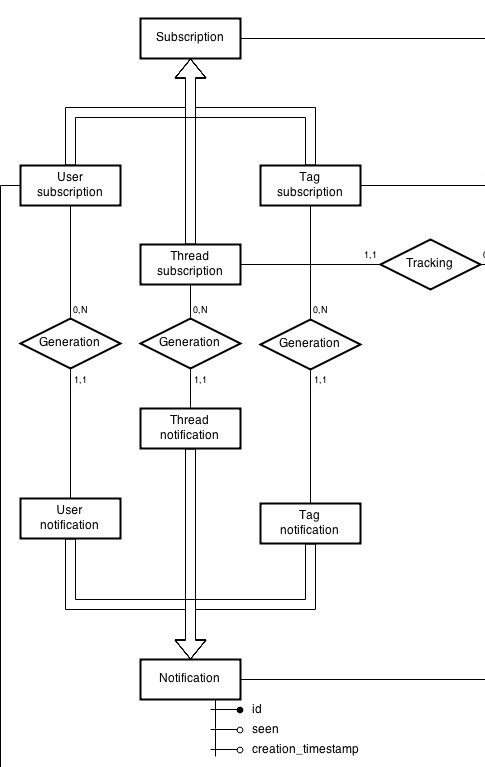 Subscription
User
subscription
Tag
subscription
Thread
subscription
1,1
Tracking
0,N
0,N
0,N
Generation
Generation
Generation
1,1
1,1
1,1
Thread
notification
User
notification
Tag
notification
Notification
id
seen
creation_timestamp